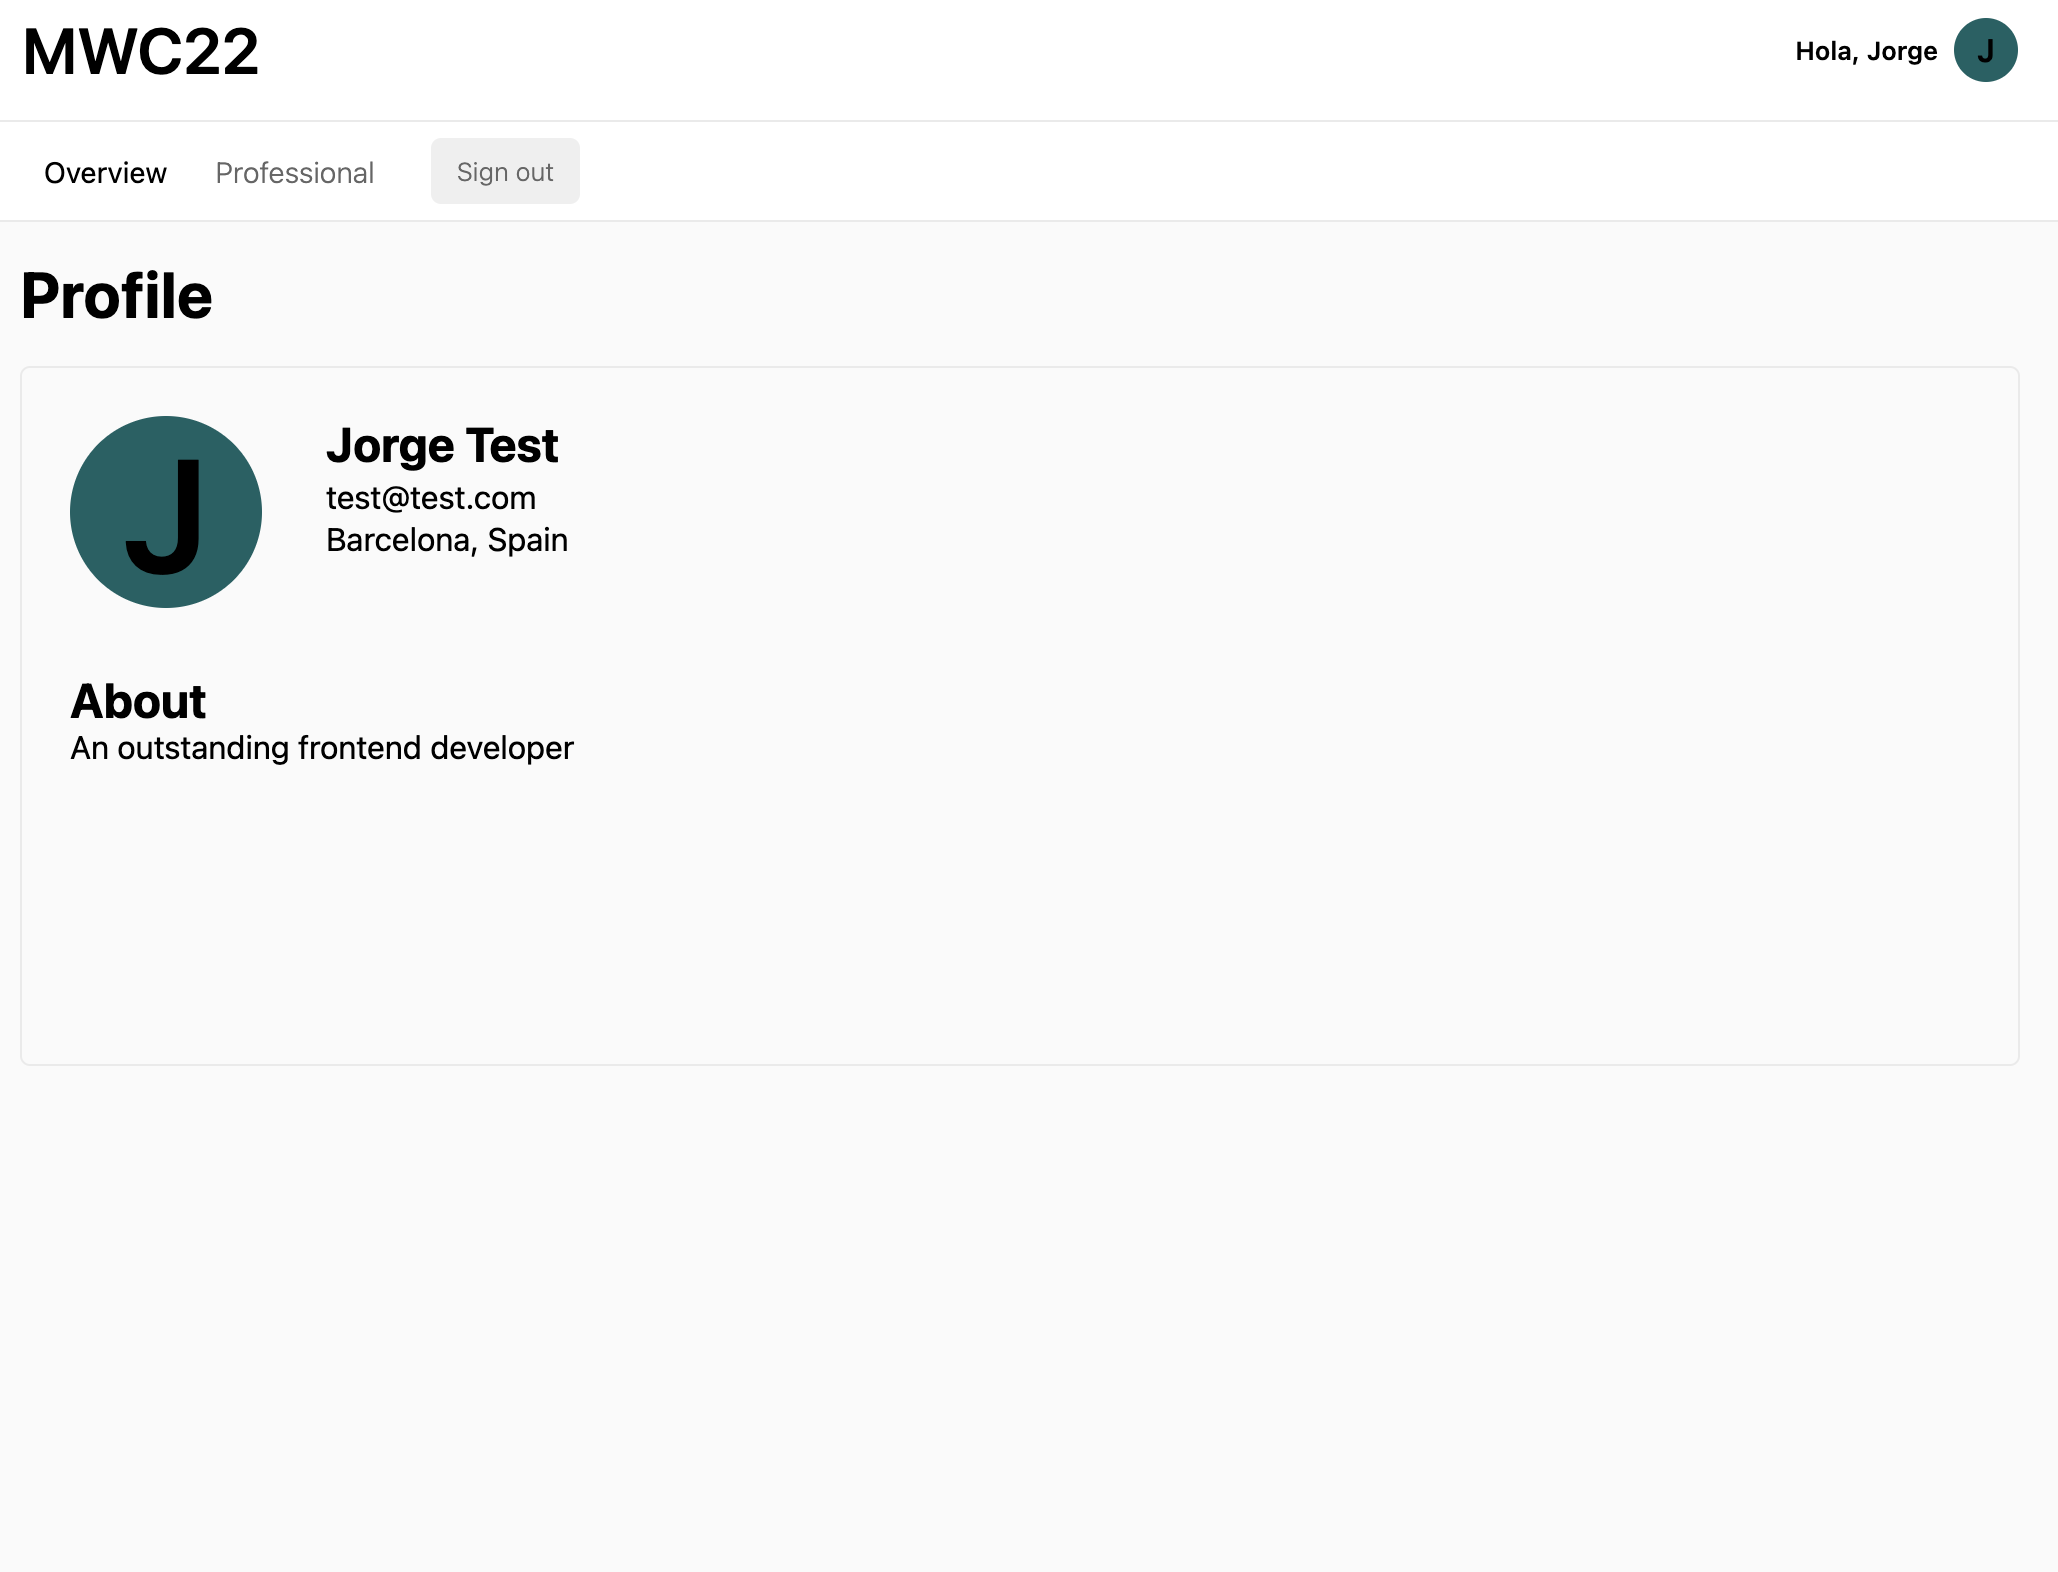 MWC22
Hola, Jorge J
Overview Professional Sign out
Profile
J
Jorge Test
test@test.com
Barcelona, Spain
About
An outstanding frontend developer